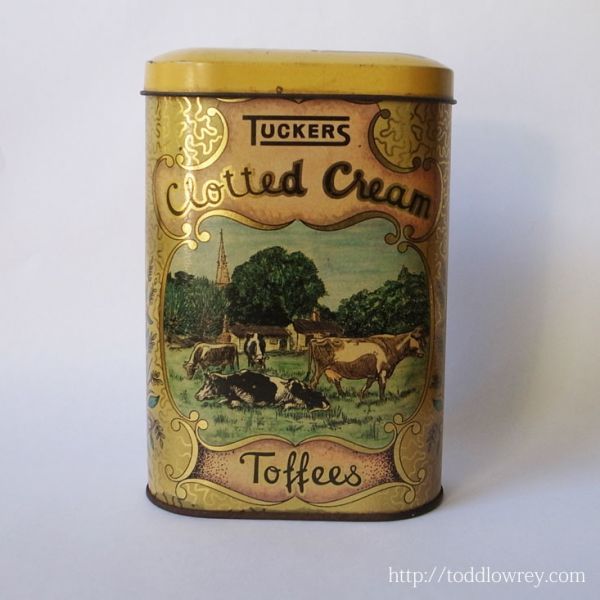 TUCKERS
Clotted Cream
Toffees
http://toddlowrey.com